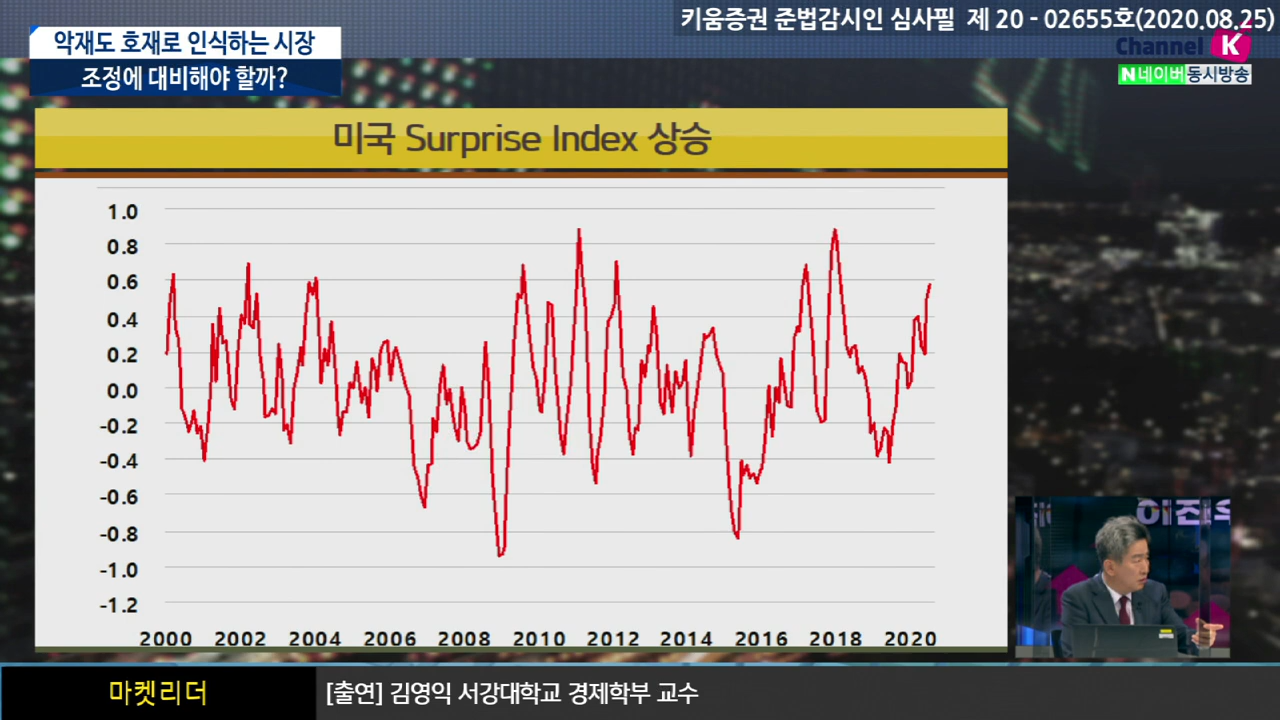 키움증권 준법감시인 심사필 제 20 - 02655호(2020.08.25)
악재도 호재로 인식하는 시장
조정에 대비해야 할까?
Channel K
N네이버동시방송
미국 Surprise Index 상승
1.0
0.8
0.6
0.4
0.2
0.0
-0.2
-0.4
-0.6
-0.8
-1.0
-1.2
2000 2002 2004 2006 2008 2010 2012 2014 2016 2018 2020
마켓리더
[출연] 김영익 서강대학교 경제학부 교수